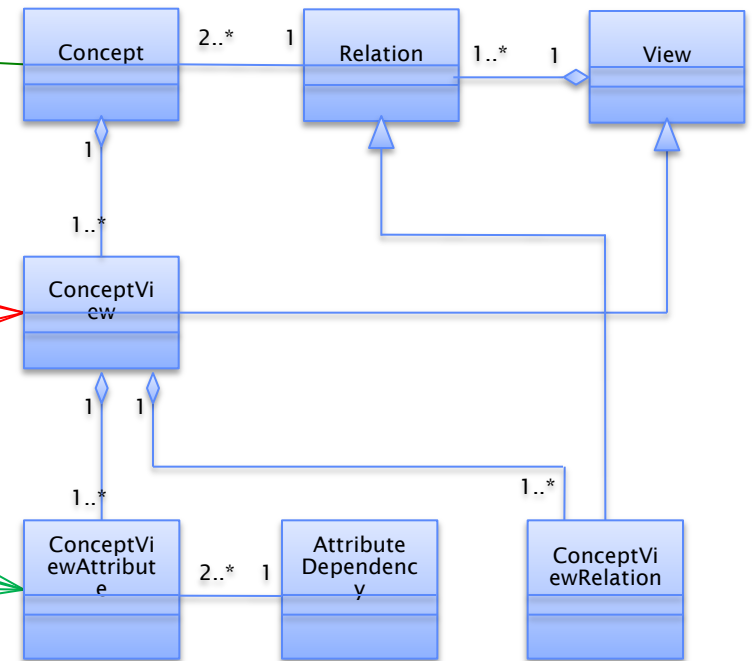 Concept
2..*
1
Relation
1..*
1
View
1
1..*
ConceptVi
ew
1
1
1..*
1..*
ConceptVi
ewAttribut
e
2..*
1
Attribute
Dependenc
y
ConceptVi
ewRelation